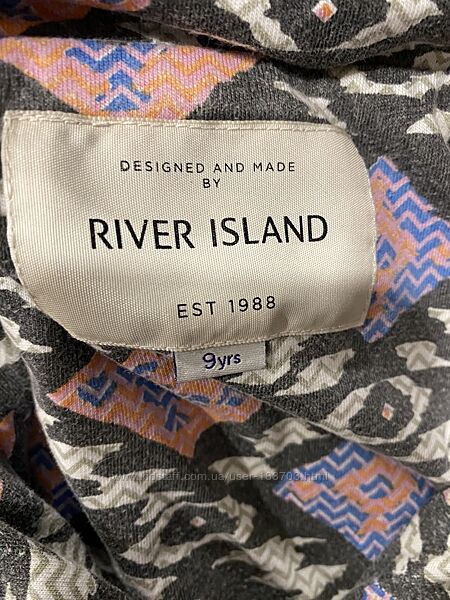 DESIGNED AND MADE
BY
RIVER ISLAND
EST 1988
9yrs